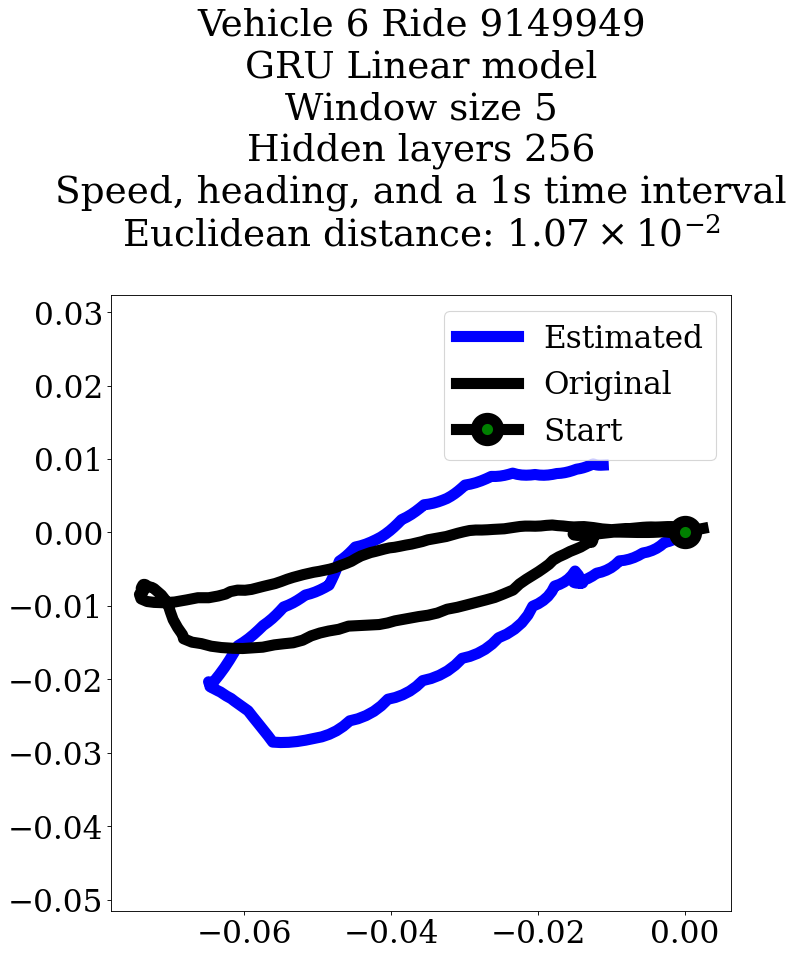 Vehicle 6 Ride 9149949
GRU Linear model
Window size 5
Hidden layers 256
Speed, heading, and a 1s time interval
Euclidean distance: 1.07 × 10⁻²
Estimated
Original
Start
0.03
0.02
0.01
0.00
−0.01
−0.02
−0.03
−0.04
−0.05
−0.06 −0.04 −0.02 0.00